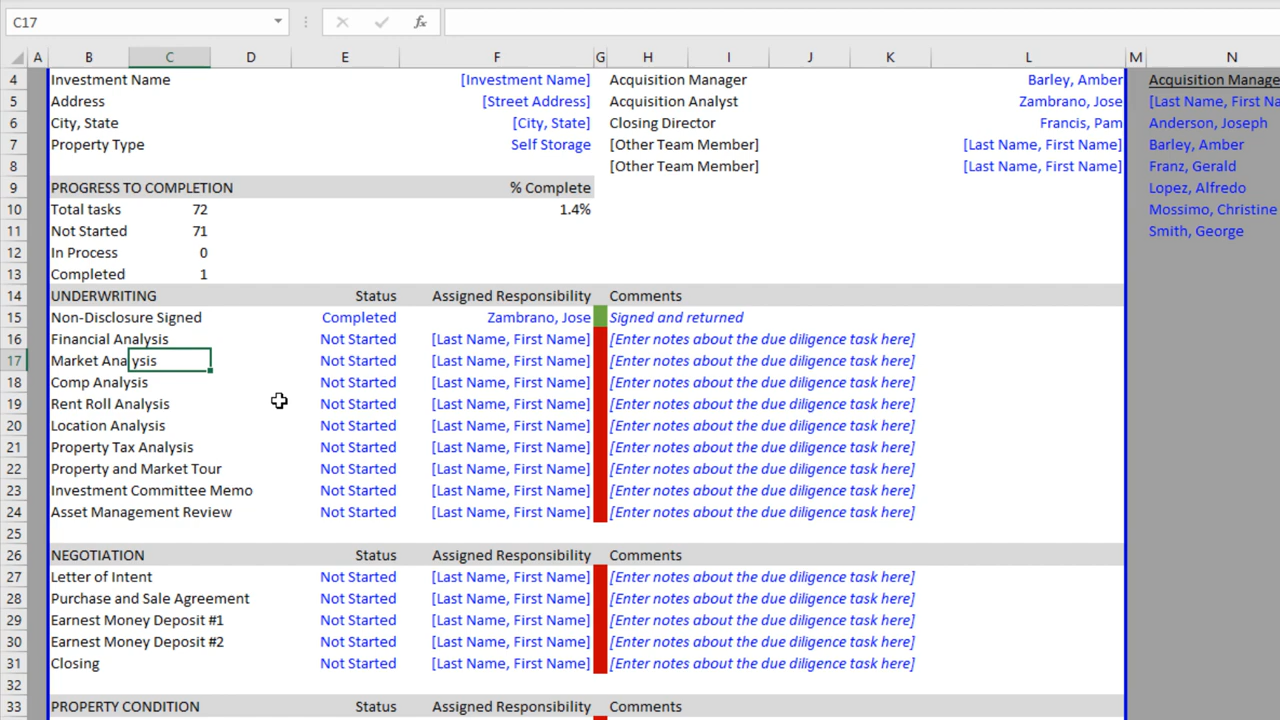 C17
fx
A B C D E F G H I J K L M N
4 Investment Name [Investment Name] Acquisition Manager Barley, Amber Acquisition Manage
5 Address [Street Address] Acquisition Analyst Zambrano, Jose [Last Name, First Na
6 City, State [City, State] Closing Director Francis, Pam Anderson, Joseph
7 Property Type Self Storage [Other Team Member] [Last Name, First Name] Barley, Amber
8 [Other Team Member] [Last Name, First Name] Franz, Gerald
9 PROGRESS TO COMPLETION % Complete Lopez, Alfredo
10 Total tasks 72 1.4% Mossimo, Christine
11 Not Started 71 Smith, George
12 In Process 0
13 Completed 1
14 UNDERWRITING Status Assigned Responsibility Comments
15 Non-Disclosure Signed Completed Zambrano, Jose Signed and returned
16 Financial Analysis Not Started [Last Name, First Name] [Enter notes about the due diligence task here]
17 Market Analysis Not Started [Last Name, First Name] [Enter notes about the due diligence task here]
18 Comp Analysis Not Started [Last Name, First Name] [Enter notes about the due diligence task here]
19 Rent Roll Analysis Not Started [Last Name, First Name] [Enter notes about the due diligence task here]
20 Location Analysis Not Started [Last Name, First Name] [Enter notes about the due diligence task here]
21 Property Tax Analysis Not Started [Last Name, First Name] [Enter notes about the due diligence task here]
22 Property and Market Tour Not Started [Last Name, First Name] [Enter notes about the due diligence task here]
23 Investment Committee Memo Not Started [Last Name, First Name] [Enter notes about the due diligence task here]
24 Asset Management Review Not Started [Last Name, First Name] [Enter notes about the due diligence task here]
25
26 NEGOTIATION Status Assigned Responsibility Comments
27 Letter of Intent Not Started [Last Name, First Name] [Enter notes about the due diligence task here]
28 Purchase and Sale Agreement Not Started [Last Name, First Name] [Enter notes about the due diligence task here]
29 Earnest Money Deposit #1 Not Started [Last Name, First Name] [Enter notes about the due diligence task here]
30 Earnest Money Deposit #2 Not Started [Last Name, First Name] [Enter notes about the due diligence task here]
31 Closing Not Started [Last Name, First Name] [Enter notes about the due diligence task here]
32
33 PROPERTY CONDITION Status Assigned Responsibility Comments